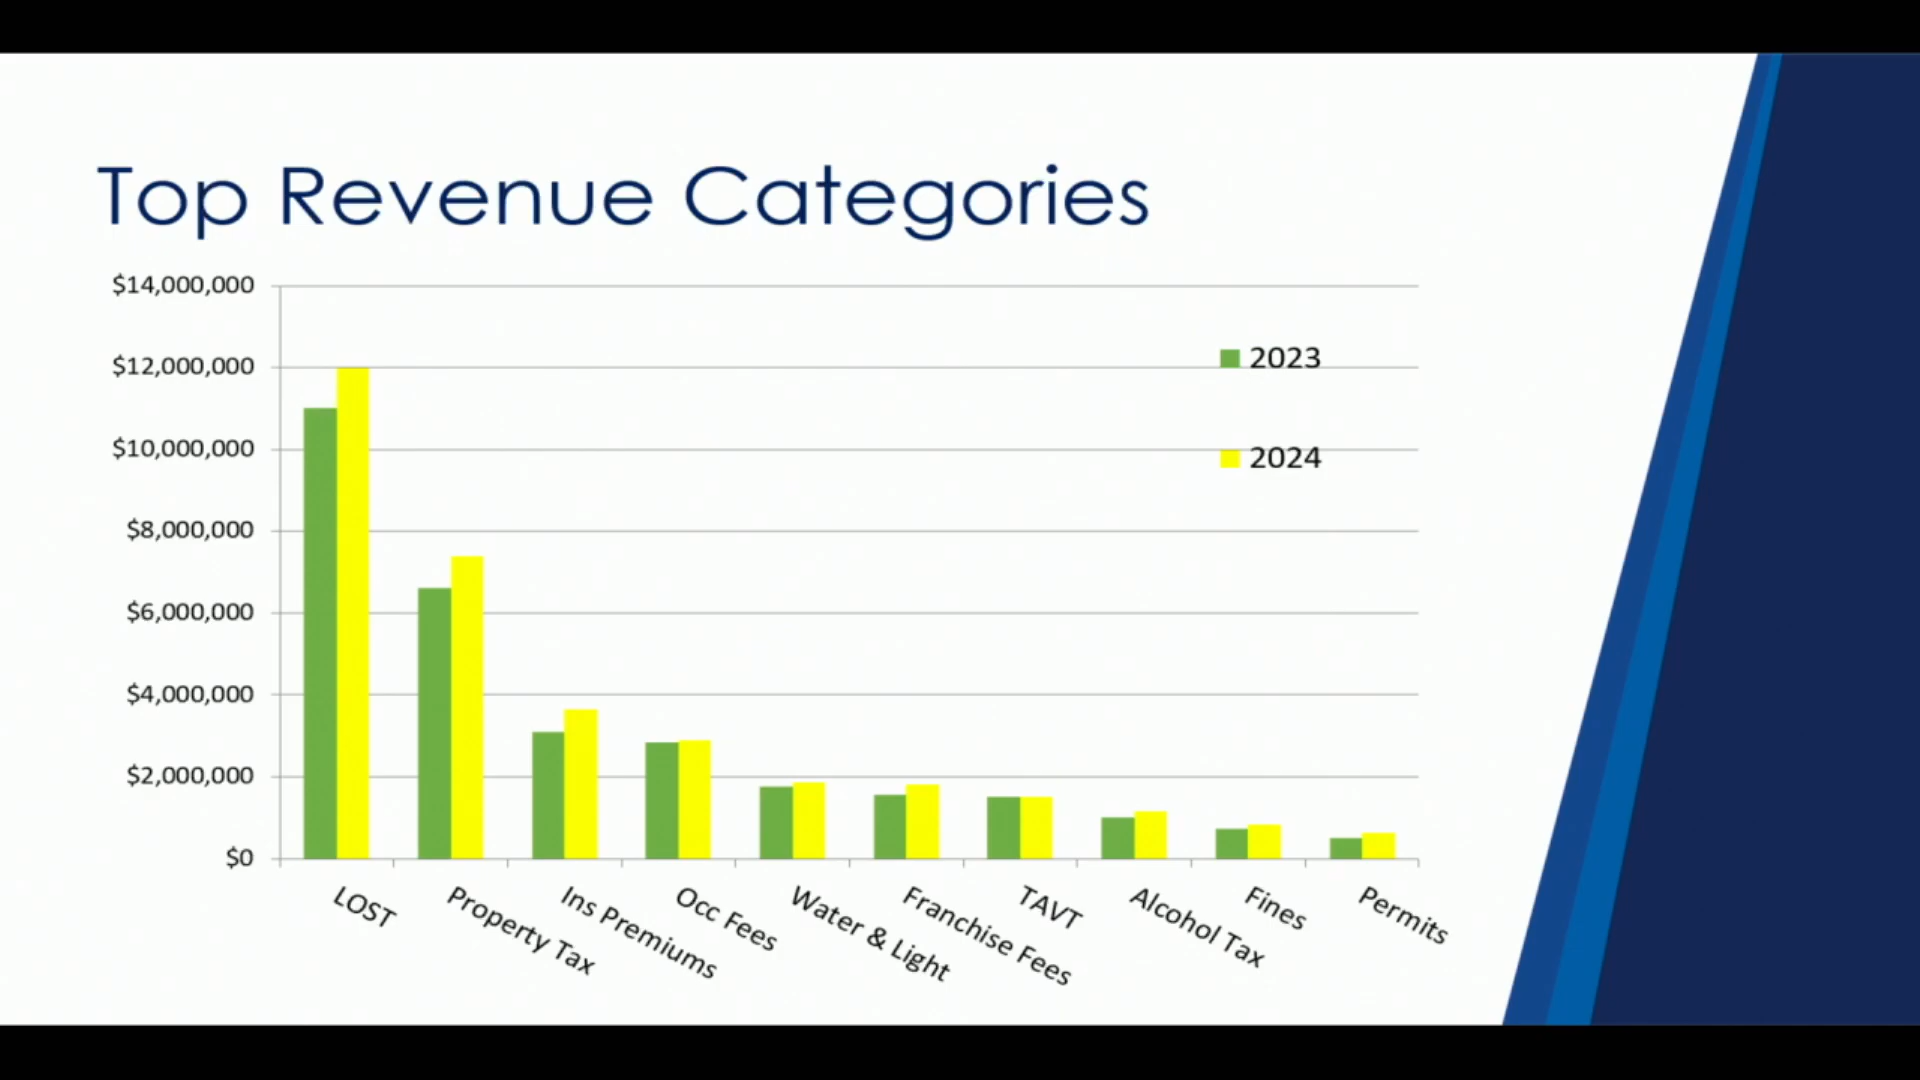 Top Revenue Categories
$14,000,000
$12,000,000
$10,000,000
$8,000,000
$6,000,000
$4,000,000
$2,000,000
$0
2023
2024
LOST
Property Tax
Ins Premiums
Occ Fees
Water & Light
Franchise Fees
TAVT
Alcohol Tax
Fines
Permits